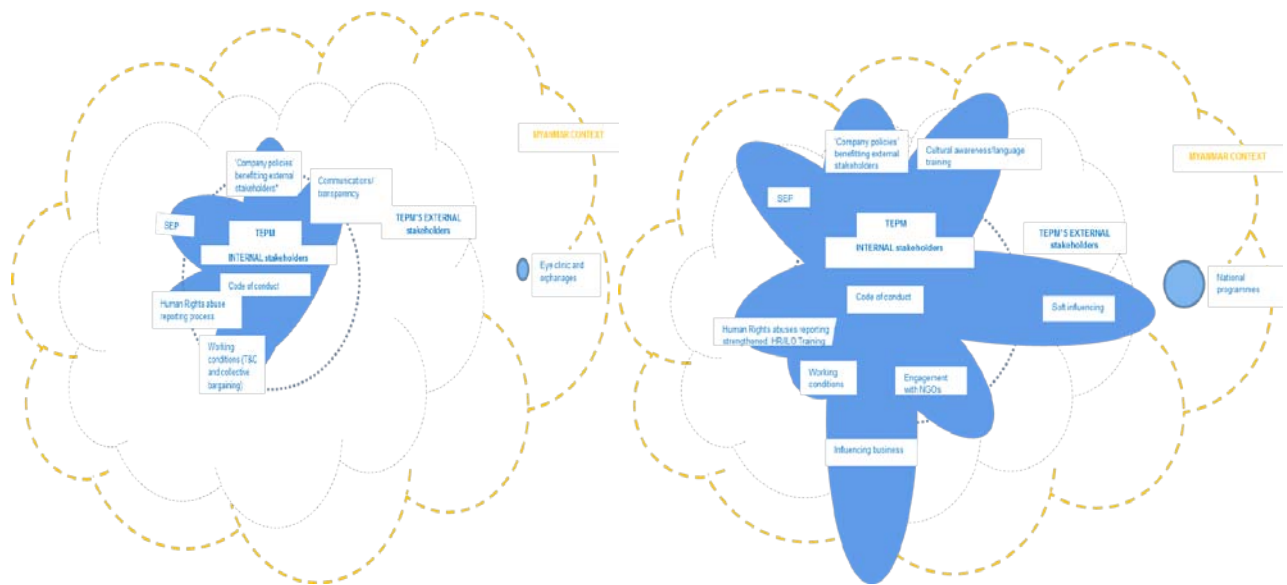 MYANMAR CONTEXT
'Company policies'
benefitting external
stakeholders"
Communications/
transparency
SEP
TEPM'S EXTERNAL
stakeholders
TEPM
INTERNAL stakeholders
Eye clinic and
orphanages
Code of conduct
Human Rights abuse
reporting process
Working
conditions (T&C
and collective
bargaining)
'Company policies'
benefitting external
stakeholders
Cultural awareness/language
training
MYANMAR CONTEXT
SEP
TEPM
TEPM'S EXTERNAL
stakeholders
INTERNAL stakeholders
National
programmes
Code of conduct
Soft influencing
Human Rights abuses reporting
strengthened, HR/ILO Training
Working
conditions
Engagement
with NGOs
Influencing business